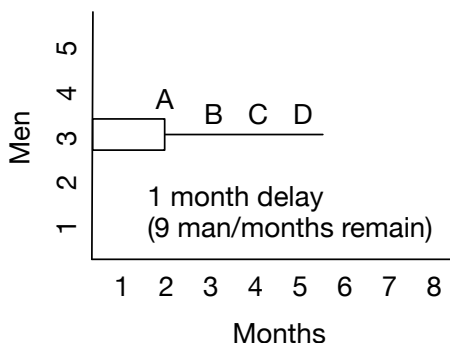 Men
5
4
3
2
1
A B C D
1 month delay
(9 man/months remain)
1 2 3 4 5 6 7 8
Months